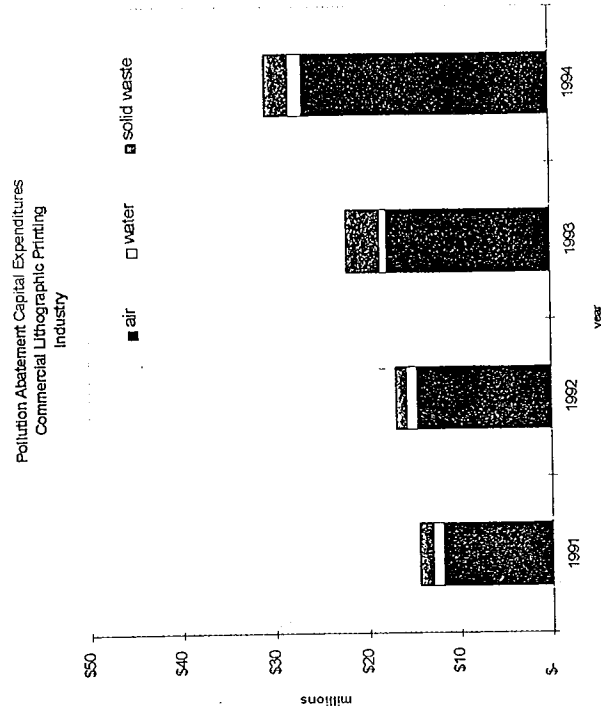 Pollution Abatement Capital Expenditures
Commercial Lithographic Printing
Industry
air
water
solid waste
$50
$40
$30
$20
$10
$-
millions
1991
1992
1993
1994
year